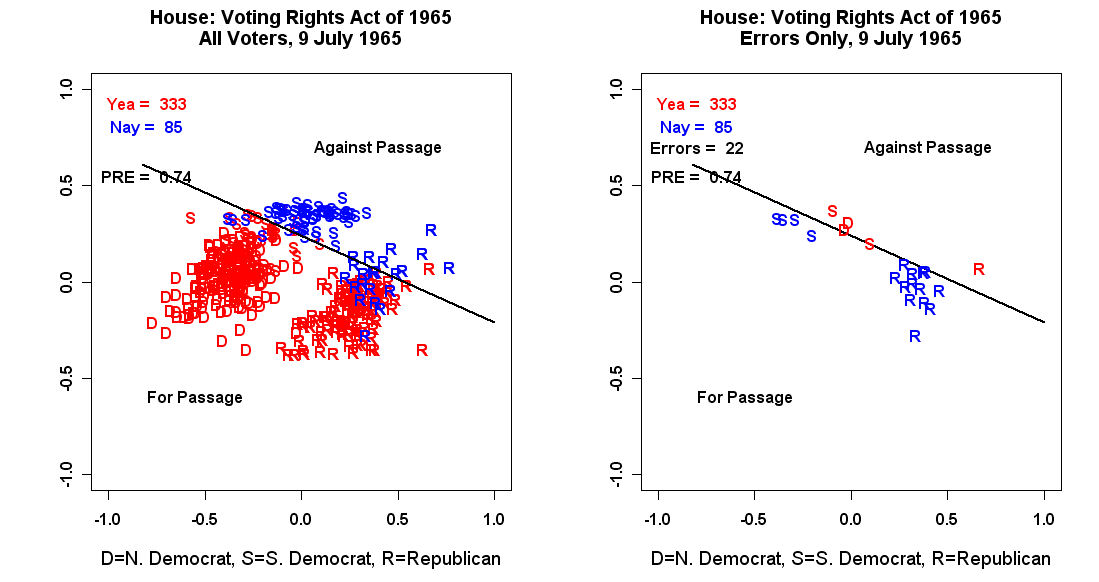 House: Voting Rights Act of 1965
All Voters, 9 July 1965
Yea = 333
Nay = 85
Against Passage
PRE = 0.74
For Passage
1.0
0.5
0.0
-0.5
-1.0
-1.0 -0.5 0.0 0.5 1.0
D=N. Democrat, S=S. Democrat, R=Republican
House: Voting Rights Act of 1965
Errors Only, 9 July 1965
Yea = 333
Nay = 85
Errors = 22
Against Passage
PRE = 0.74
For Passage
1.0
0.5
0.0
-0.5
-1.0
-1.0 -0.5 0.0 0.5 1.0
D=N. Democrat, S=S. Democrat, R=Republican